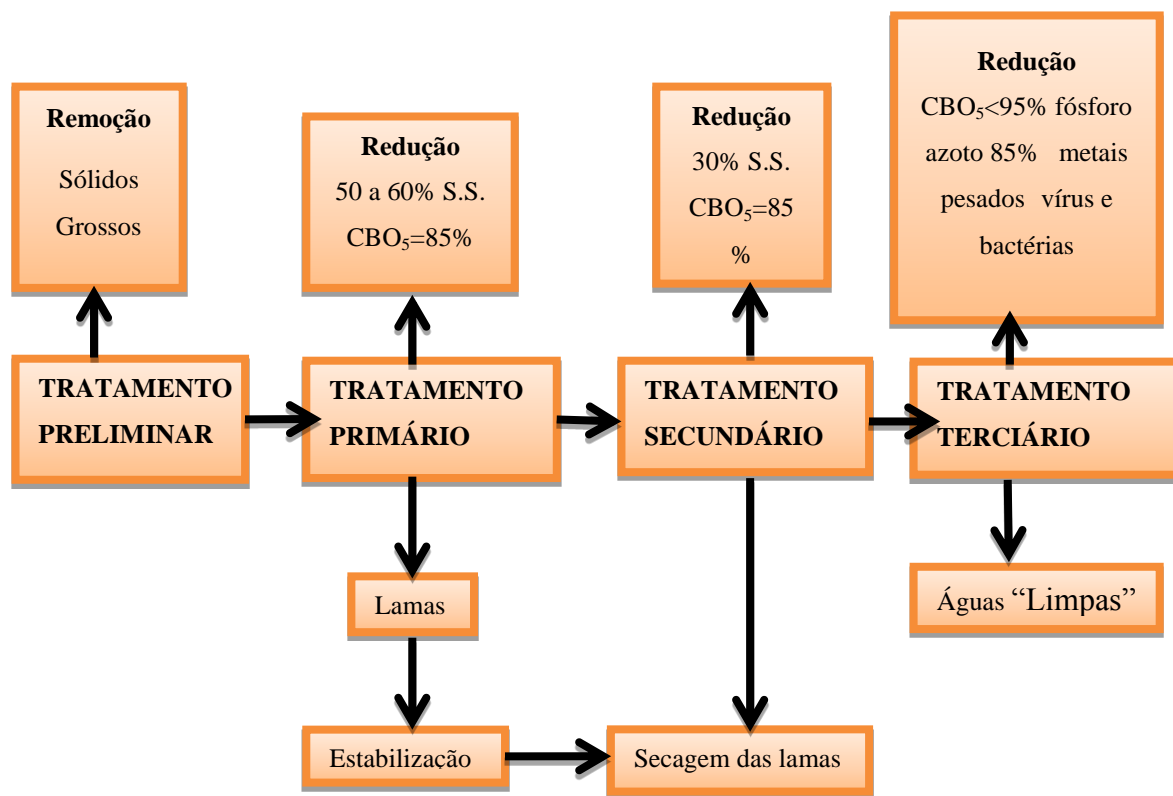 Remoção
Sólidos
Grossos
Redução
50 a 60% S.S.
CBO₅=85%
Redução
30% S.S.
CBO₅=85
%
Redução
CBO₅<95% fósforo
azoto 85% metais
pesados vírus e
bactérias
TRATAMENTO
PRELIMINAR
TRATAMENTO
PRIMÁRIO
TRATAMENTO
SECUNDÁRIO
TRATAMENTO
TERCIÁRIO
Lamas
Águas “Limpas”
Estabilização
Secagem das lamas